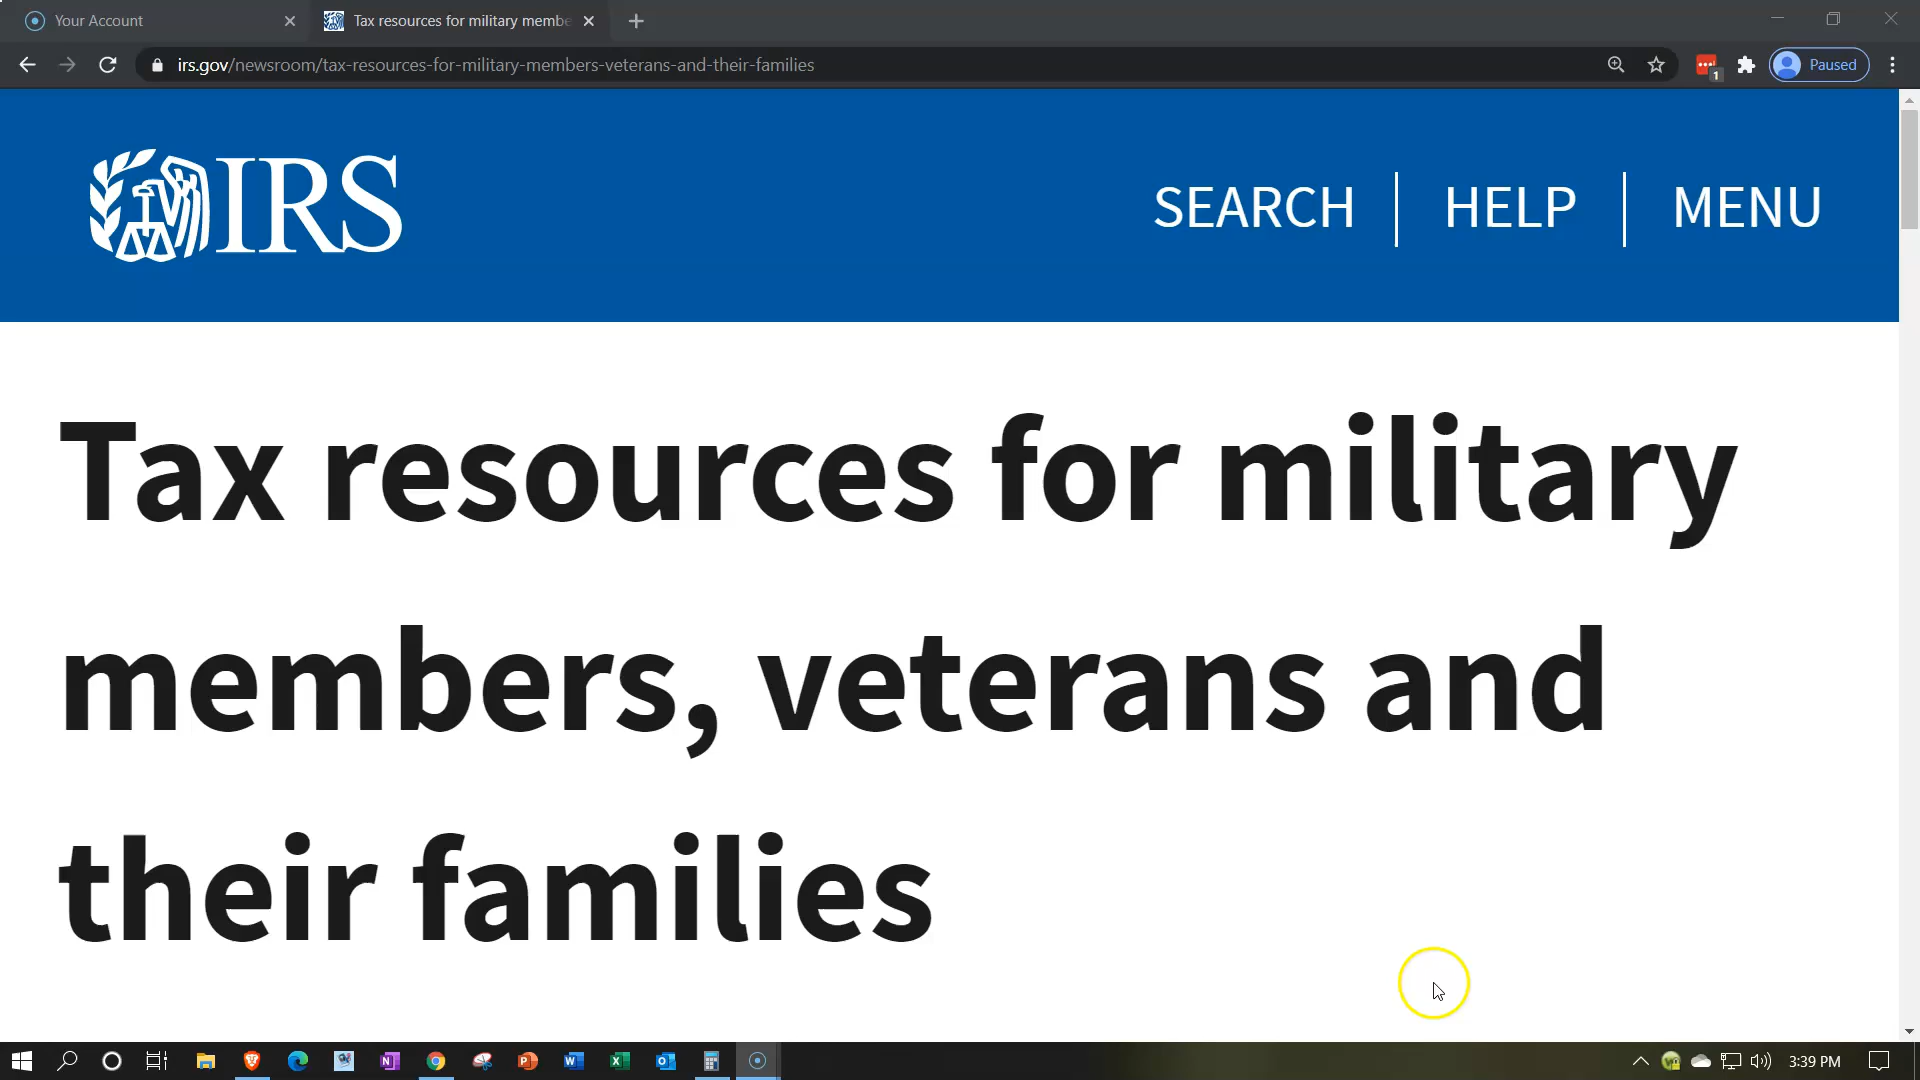 Your Account
Tax resources for military membe
irs.gov/newsroom/tax-resources-for-military-members-veterans-and-their-families
1
Paused
IRS
SEARCH
HELP
MENU
Tax resources for military
members, veterans and
their families
3:39 PM